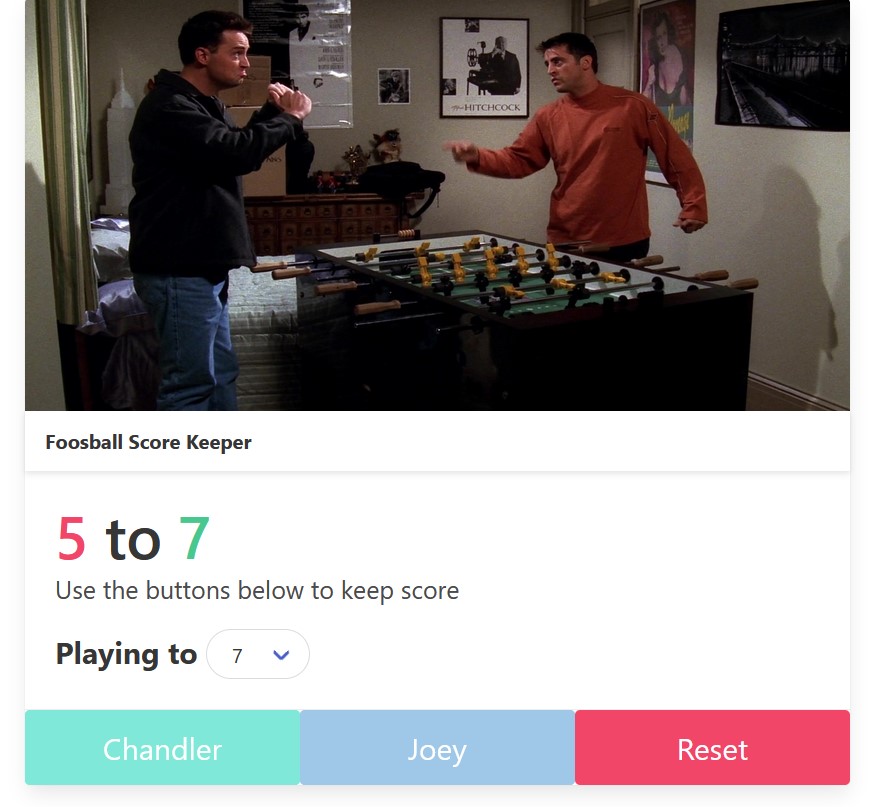 HITCHCOCK
Foosball Score Keeper
5 to 7
Use the buttons below to keep score
Playing to 7
Chandler Joey Reset